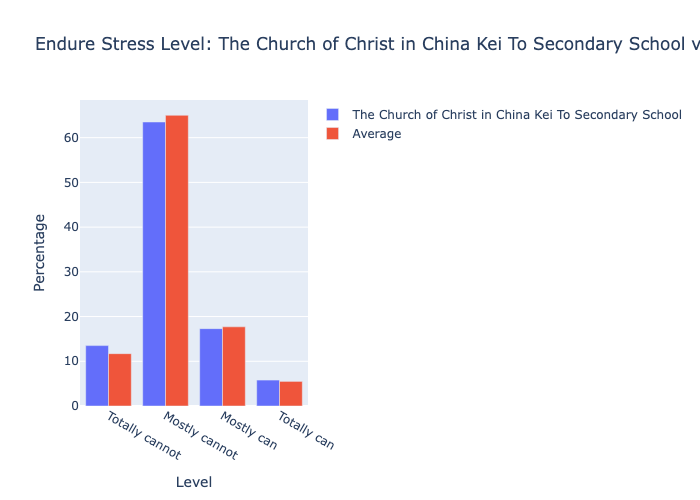 Endure Stress Level: The Church of Christ in China Kei To Secondary School v
The Church of Christ in China Kei To Secondary School
Average
60
50
40
30
20
10
0
Percentage
Totally cannot
Mostly cannot
Mostly can
Totally can
Level